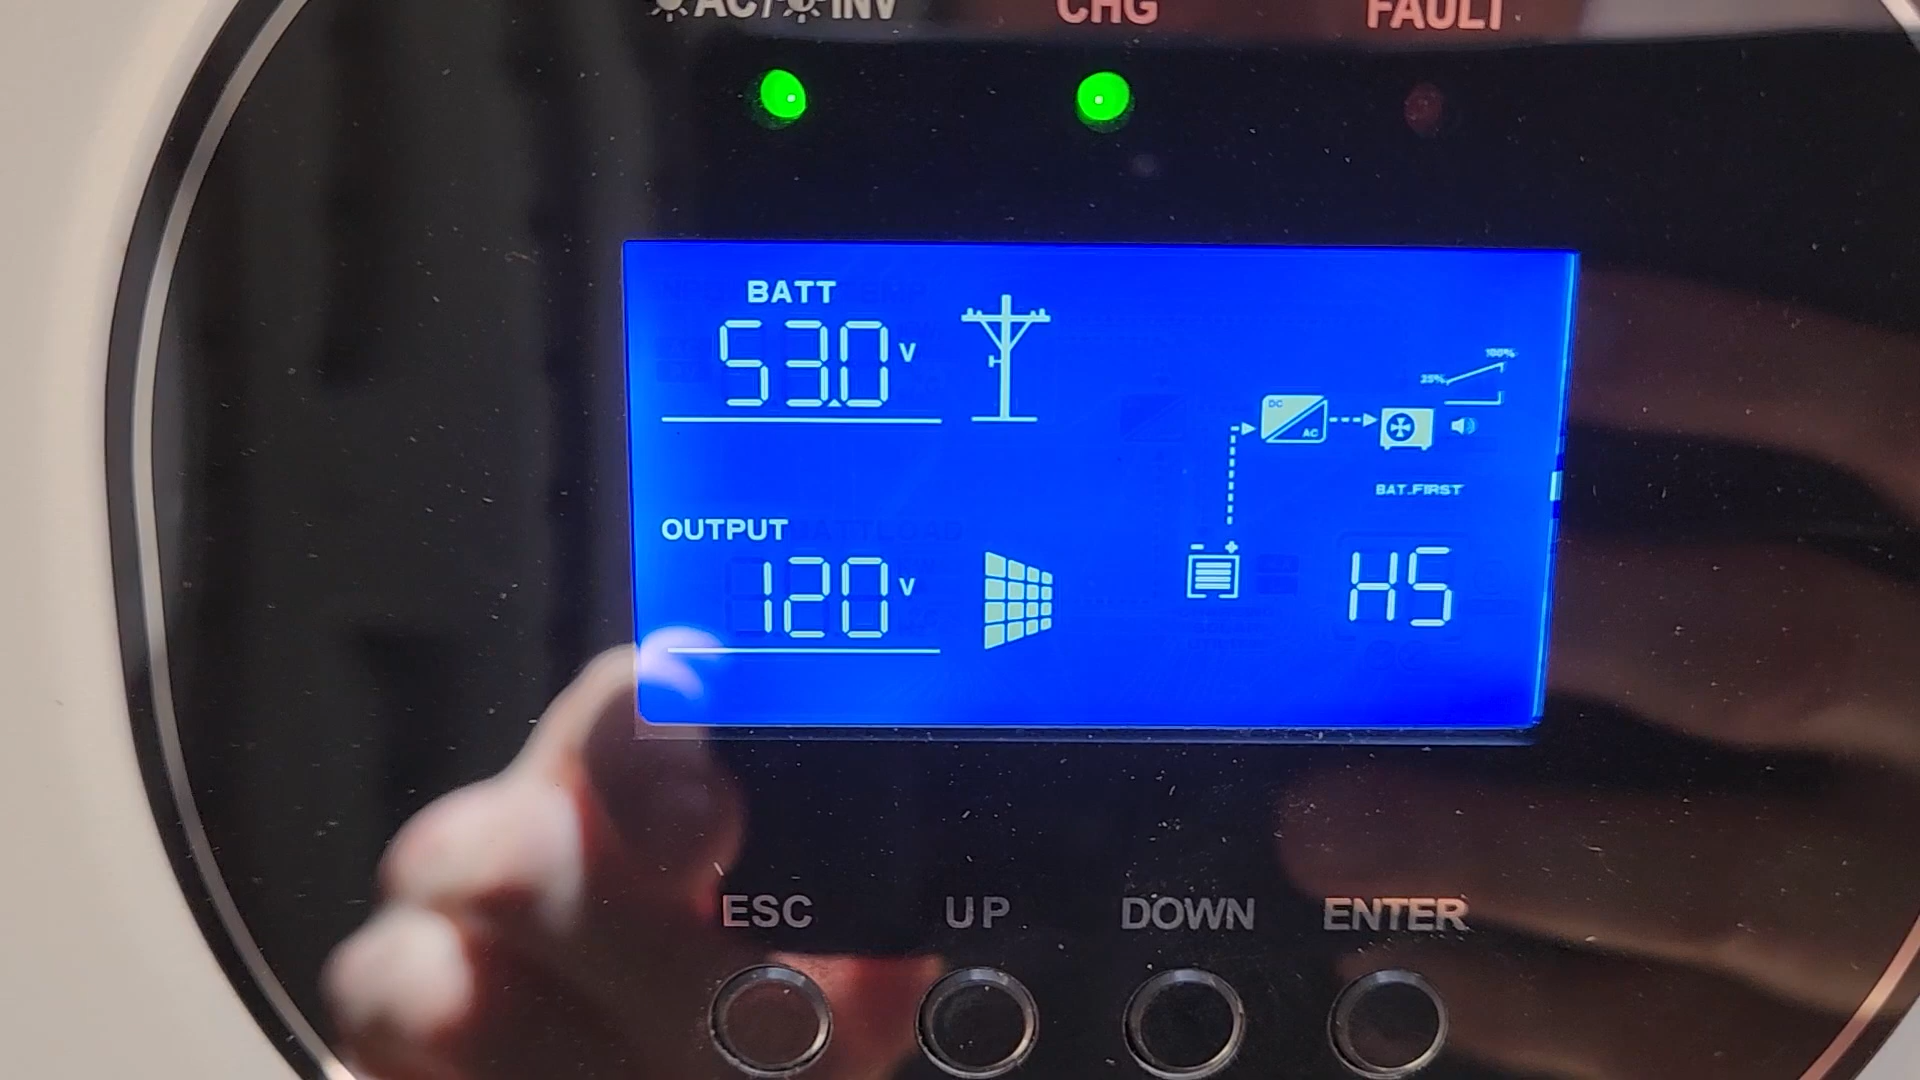 AC/ INV CHG FAULT
BATT
53.0 V
100%
25%
DC
AC
BAT.FIRST
OUTPUT
120 V
- +
HS
ESC UP DOWN ENTER